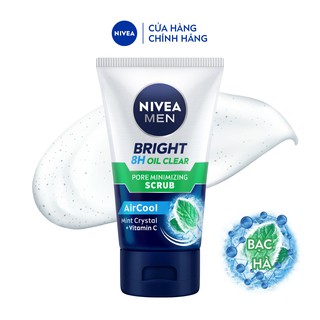 NIVEA
CỬA HÀNG
CHÍNH HÃNG
NIVEA
MEN
BRIGHT
8H OIL CLEAR
PORE MINIMIZING
SCRUB
AirCool
Mint Crystal
+ Vitamin C
BẠC
HÀ